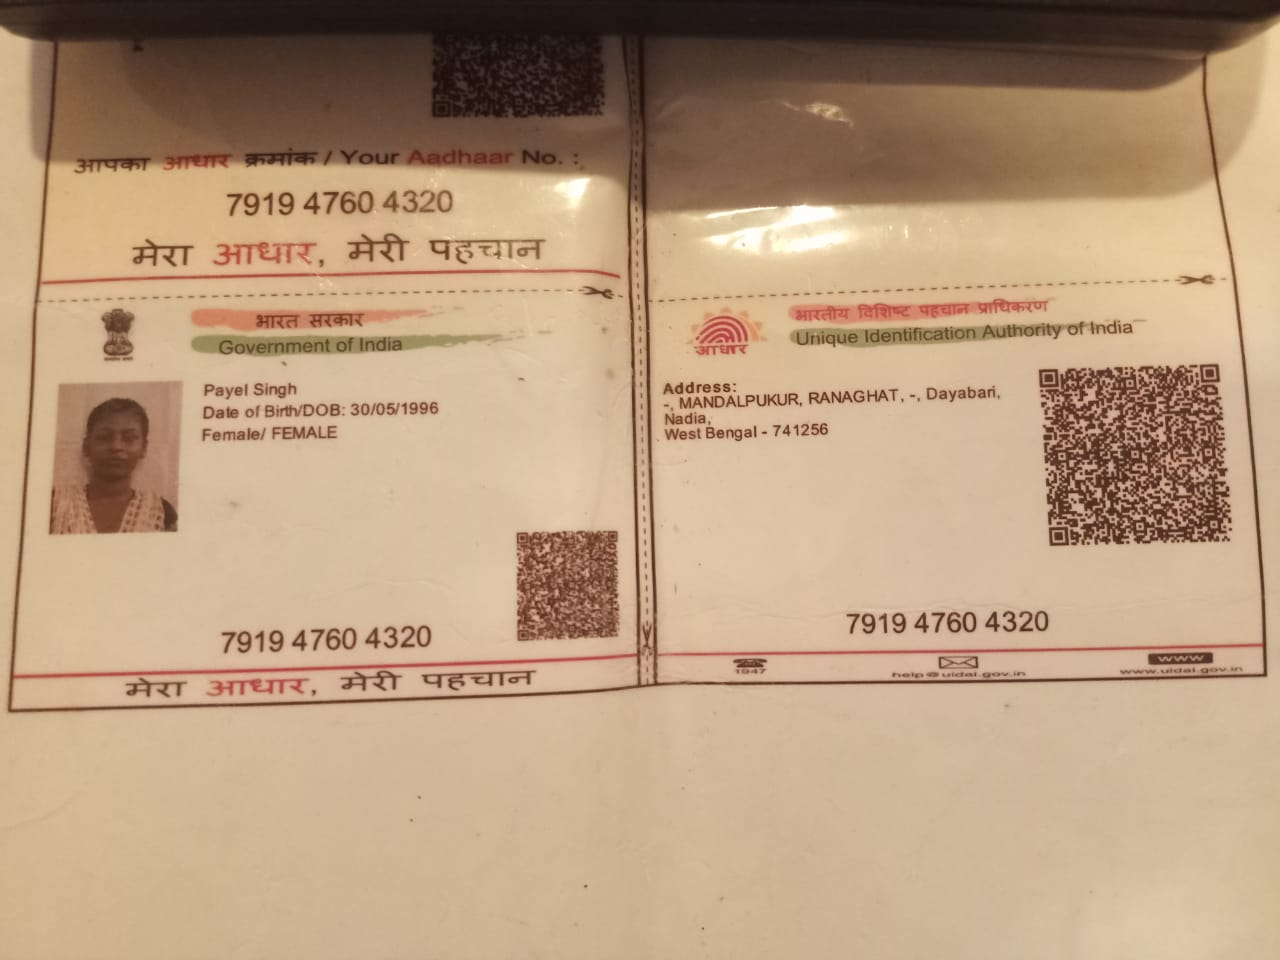 आपका आधार क्रमांक / Your Aadhaar No. :
7919 4760 4320
मेरा आधार, मेरी पहचान
भारत सरकार
Government of India
Payel Singh
Date of Birth/DOB: 30/05/1996
Female/ FEMALE
7919 4760 4320
मेरा आधार, मेरी पहचान
भारतीय विशिष्ट पहचान प्राधिकरण
Unique Identification Authority of India
आधार
Address:
-, MANDALPUKUR, RANAGHAT, -, Dayabari,
Nadia,
West Bengal - 741256
7919 4760 4320
1947
help@uidai.gov.in
www
www.uidai.gov.in